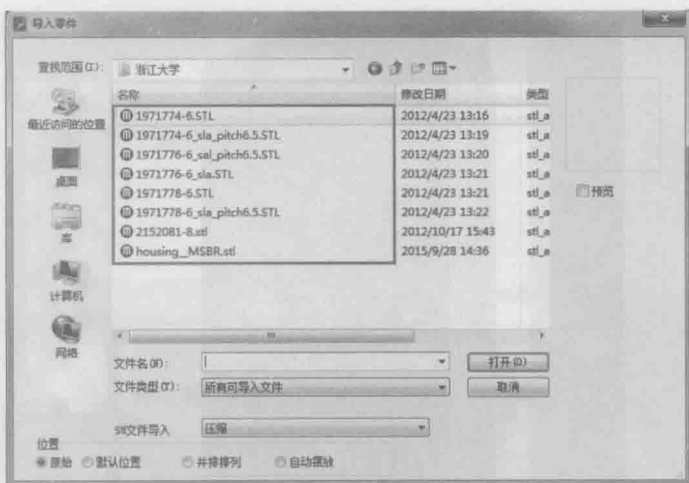 导入零件
查找范围(I): 浙江大学
名称 修改日期 类型
1971774-6.STL 2012/4/23 13:16 stl_a
1971774-6_sla_pitch6.5.STL 2012/4/23 13:19 stl_a
1971776-6_sal_pitch6.5.STL 2012/4/23 13:20 stl_a
1971776-6_sla.STL 2012/4/23 13:21 stl_a
1971778-6.STL 2012/4/23 13:21 stl_a
1971778-6_sla_pitch6.5.STL 2012/4/23 13:22 stl_a
2152081-8.stl 2012/10/17 15:43 stl_a
housing__MSBR.stl 2015/9/28 14:36 stl_a
最近访问的位置
桌面
库
计算机
网络
预览
文件名(N): 打开(O)
文件类型(T): 所有可导入文件 取消
Stl文件导入 压缩
位置
原始 默认位置 并排排列 自动摆放